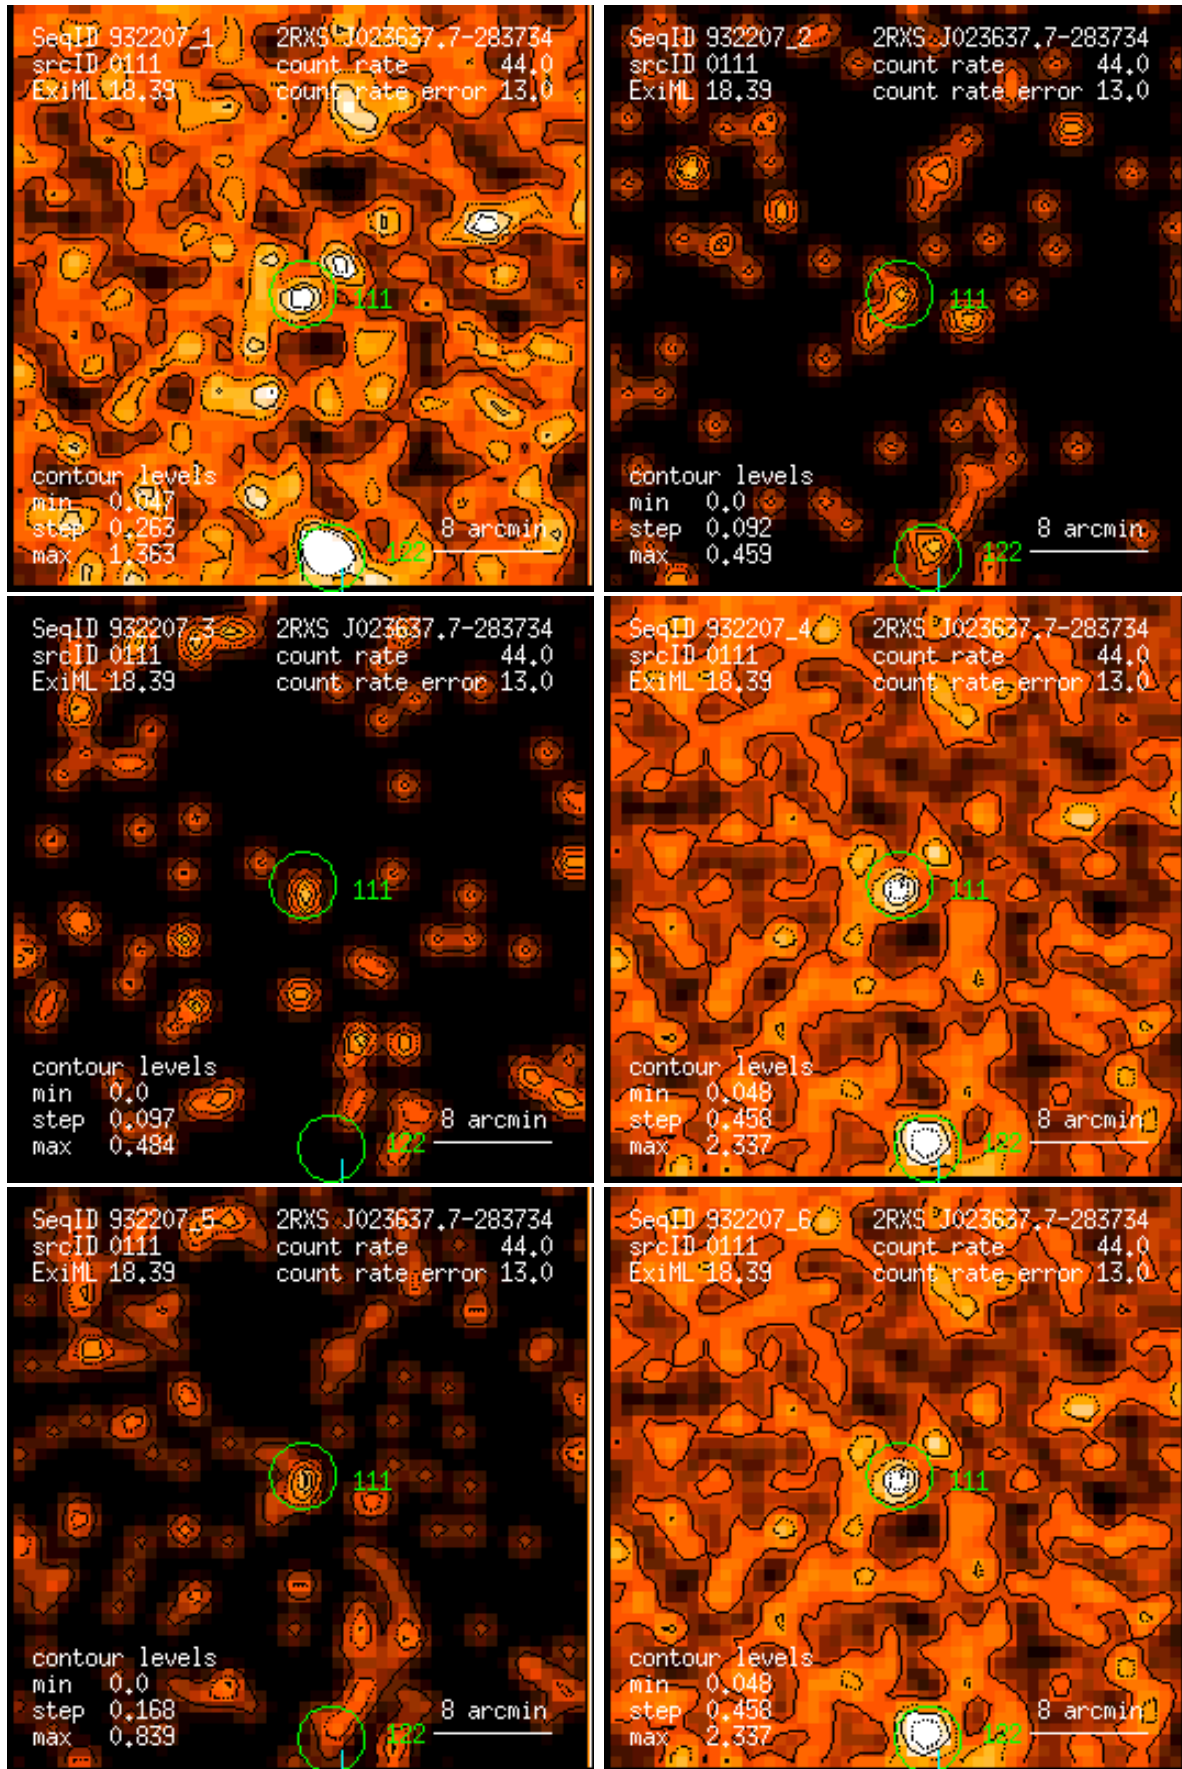 SeqID 932207_1 2RXS J023637.7-283734
srcID 0111 count rate 44.0
ExiML 18.39 count rate error 13.0
111
contour levels
min 0.047
step 0.263 8 arcmin
max 1.363 122
SeqID 932207_2 2RXS J023637.7-283734
srcID 0111 count rate 44.0
ExiML 18.39 count rate error 13.0
111
contour levels
min 0.0
step 0.092 8 arcmin
max 0.459 122
SeqID 932207_3 2RXS J023637.7-283734
srcID 0111 count rate 44.0
ExiML 18.39 count rate error 13.0
111
contour levels
min 0.0
step 0.097 8 arcmin
max 0.484 122
SeqID 932207_4 2RXS J023637.7-283734
srcID 0111 count rate 44.0
ExiML 18.39 count rate error 13.0
111
contour levels
min 0.048
step 0.458 8 arcmin
max 2.337 122
SeqID 932207_5 2RXS J023637.7-283734
srcID 0111 count rate 44.0
ExiML 18.39 count rate error 13.0
111
contour levels
min 0.0
step 0.168 8 arcmin
max 0.839 122
SeqID 932207_6 2RXS J023637.7-283734
srcID 0111 count rate 44.0
ExiML 18.39 count rate error 13.0
111
contour levels
min 0.048
step 0.458 8 arcmin
max 2.337 122